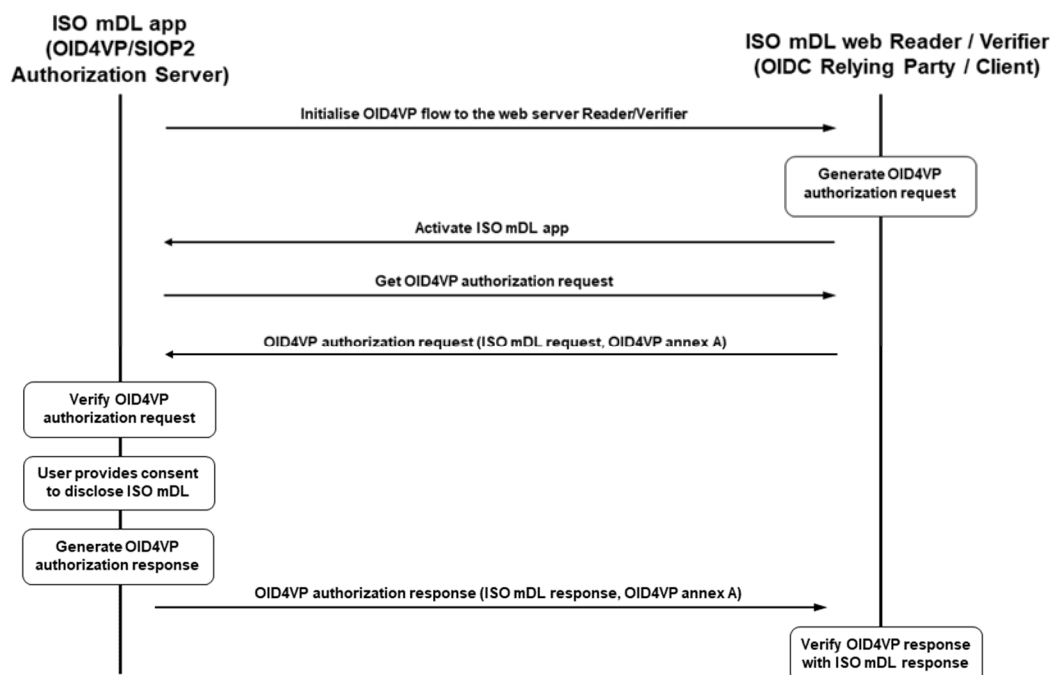 ISO mDL app
(OID4VP/SIOP2
Authorization Server)
ISO mDL web Reader / Verifier
(OIDC Relying Party / Client)
Initialise OID4VP flow to the web server Reader/Verifier
Generate OID4VP
authorization request
Activate ISO mDL app
Get OID4VP authorization request
OID4VP authorization request (ISO mDL request, OID4VP annex A)
Verify OID4VP
authorization request
User provides consent
to disclose ISO mDL
Generate OID4VP
authorization response
OID4VP authorization response (ISO mDL response, OID4VP annex A)
Verify OID4VP response
with ISO mDL response